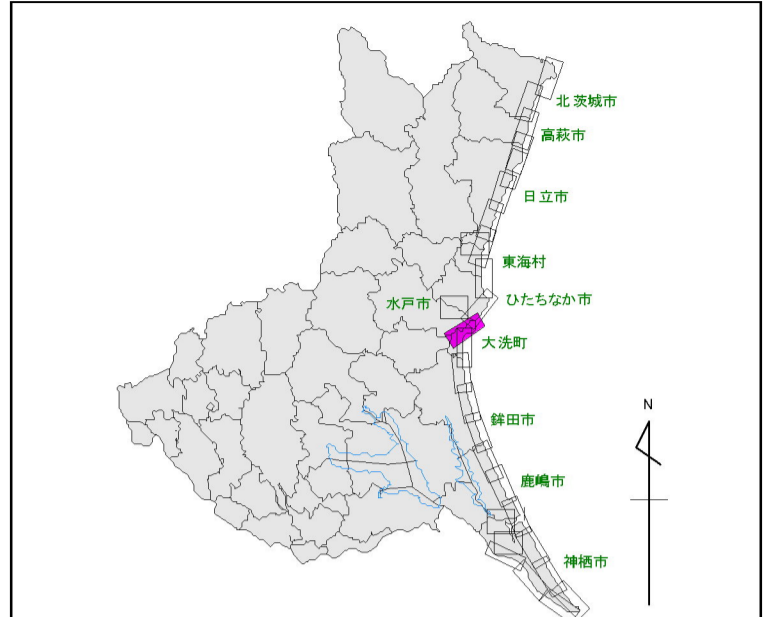 北茨城市
高萩市
日立市
東海村
ひたちなか市
水戸市
大洗町
N
鉾田市
鹿嶋市
神栖市